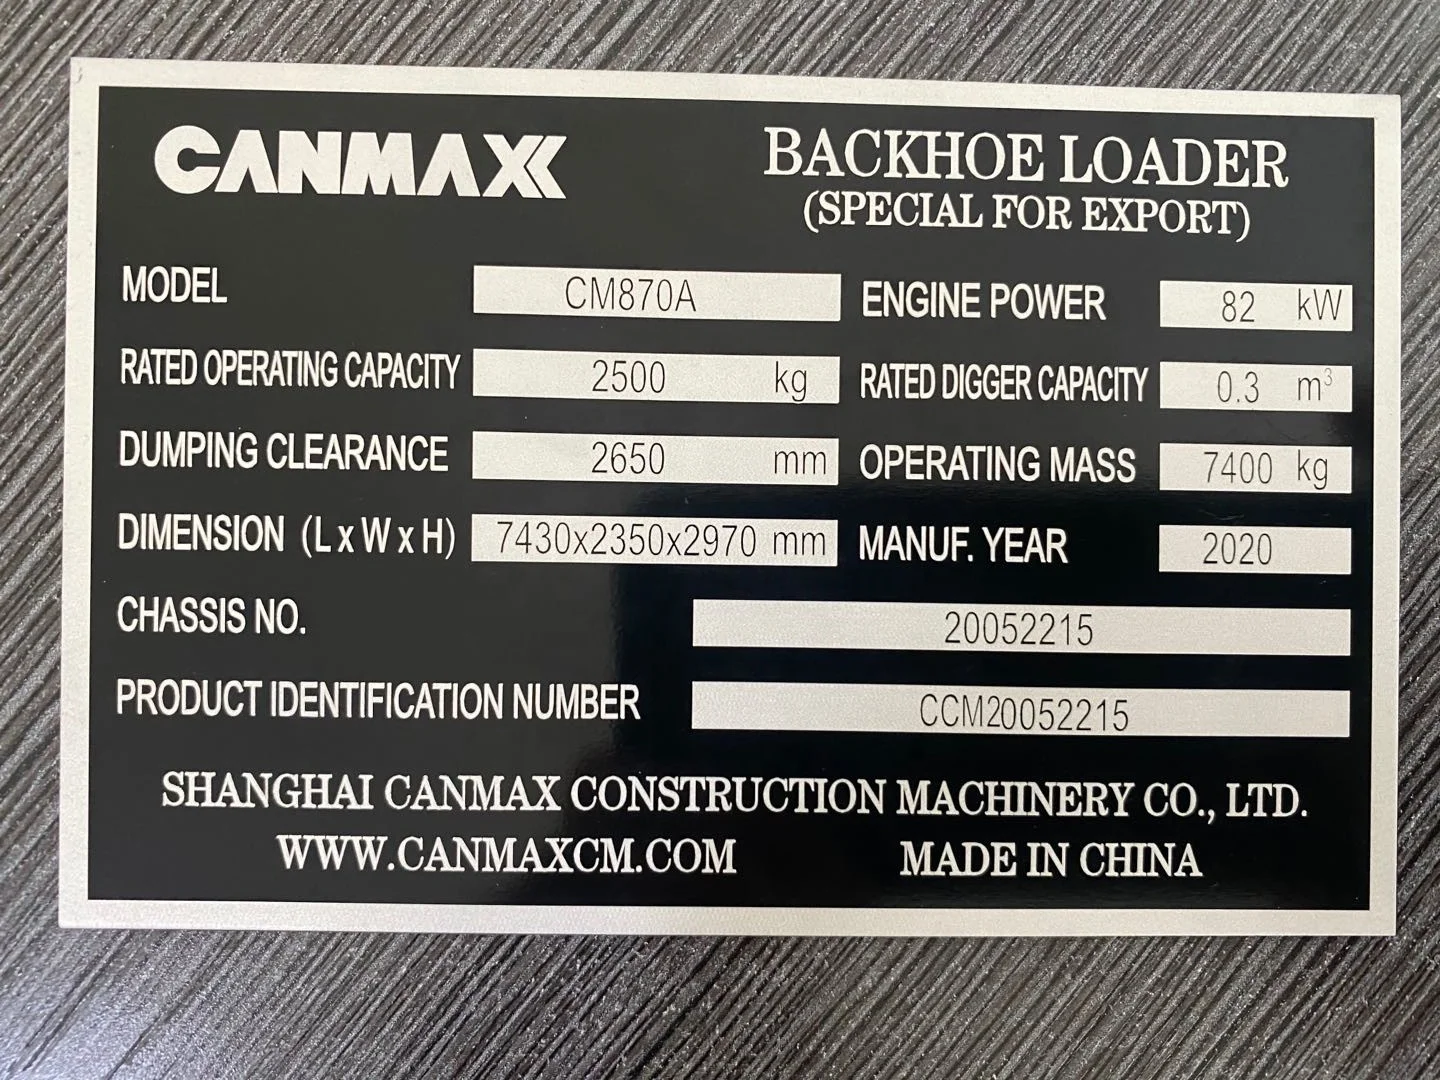 CANMAX
BACKHOE LOADER
(SPECIAL FOR EXPORT)
MODEL CM870A ENGINE POWER 82 kW
RATED OPERATING CAPACITY 2500 kg RATED DIGGER CAPACITY 0.3 m³
DUMPING CLEARANCE 2650 mm OPERATING MASS 7400 kg
DIMENSION (L x W x H) 7430x2350x2970 mm MANUF. YEAR 2020
CHASSIS NO. 20052215
PRODUCT IDENTIFICATION NUMBER CCM20052215
SHANGHAI CANMAX CONSTRUCTION MACHINERY CO., LTD.
WWW.CANMAXCM.COM MADE IN CHINA